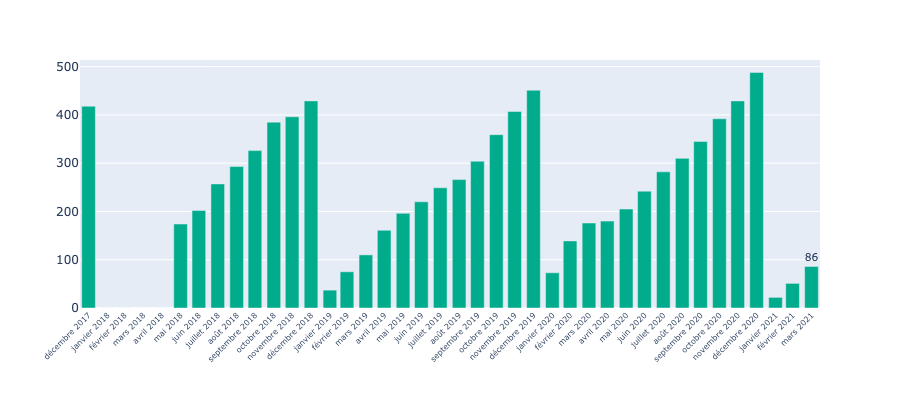 500
400
300
200
100
0
86
décembre 2017
janvier 2018
février 2018
mars 2018
avril 2018
mai 2018
juin 2018
juillet 2018
août 2018
septembre 2018
octobre 2018
novembre 2018
décembre 2018
janvier 2019
février 2019
mars 2019
avril 2019
mai 2019
juin 2019
juillet 2019
août 2019
septembre 2019
octobre 2019
novembre 2019
décembre 2019
janvier 2020
février 2020
mars 2020
avril 2020
mai 2020
juin 2020
juillet 2020
août 2020
septembre 2020
octobre 2020
novembre 2020
décembre 2020
janvier 2021
février 2021
mars 2021